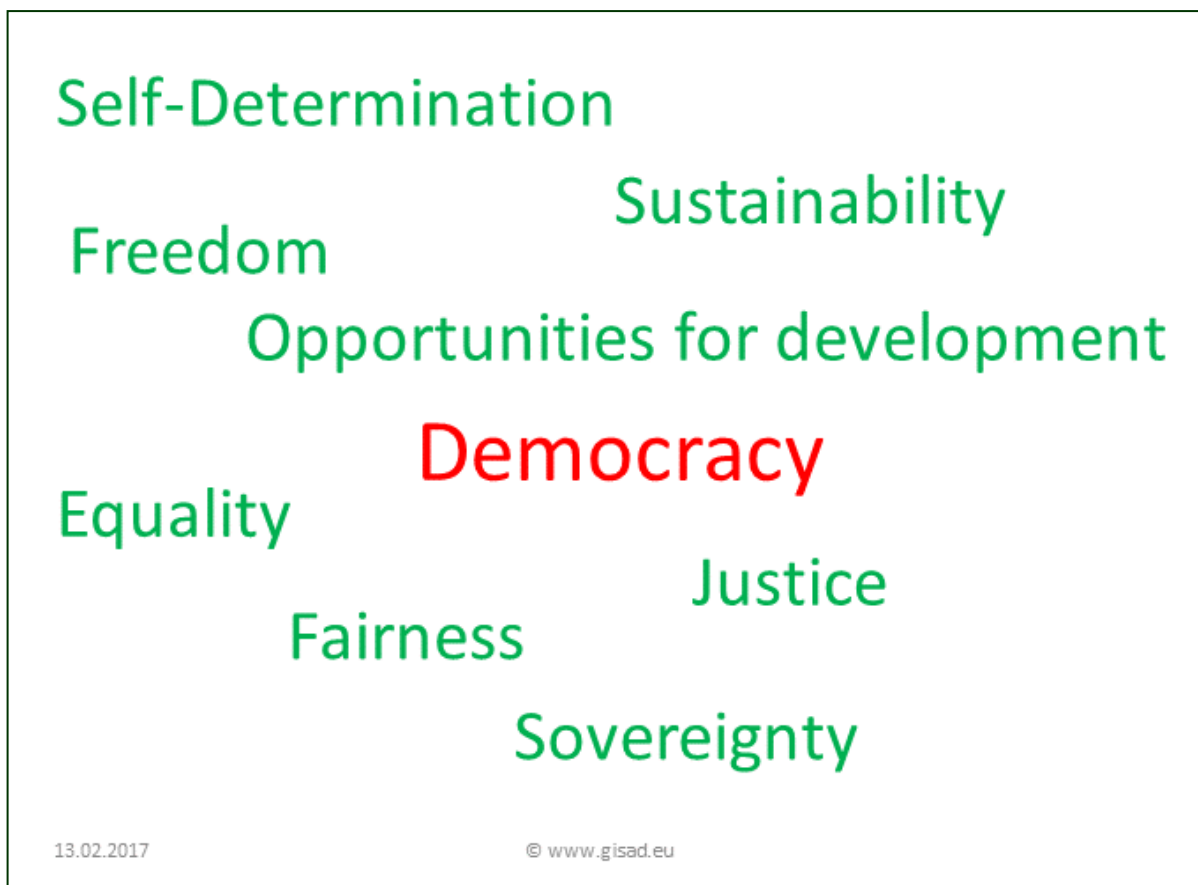 Self-Determination
Sustainability
Freedom
Opportunities for development
Democracy
Equality
Justice
Fairness
Sovereignty
13.02.2017
© www.gisad.eu